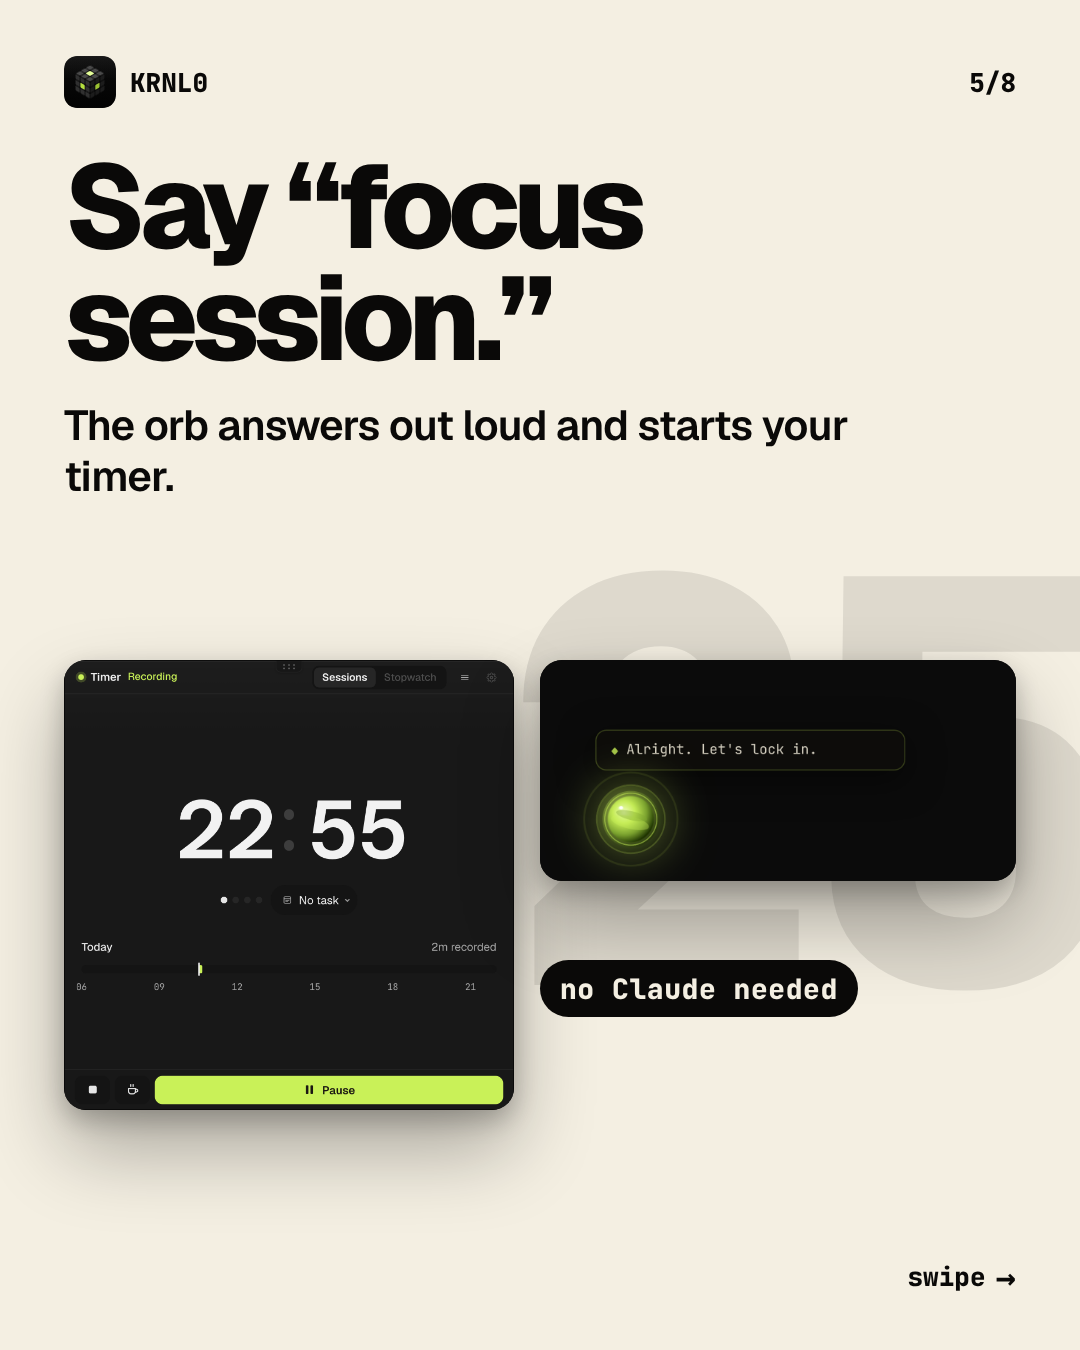 KRNL0
5/8
Say “focus
session.”
The orb answers out loud and starts your
timer.
25
Timer Recording
Sessions Stopwatch
22:55
No task
Today
2m recorded
06 09 12 15 18 21
Pause
Alright. Let's lock in.
no Claude needed
swipe →